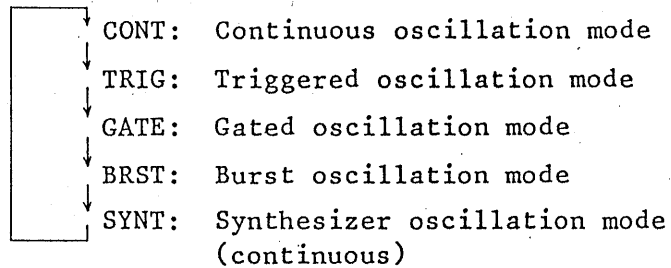 CONT: Continuous oscillation mode
TRIG: Triggered oscillation mode
GATE: Gated oscillation mode
BRST: Burst oscillation mode
SYNT: Synthesizer oscillation mode
(continuous)